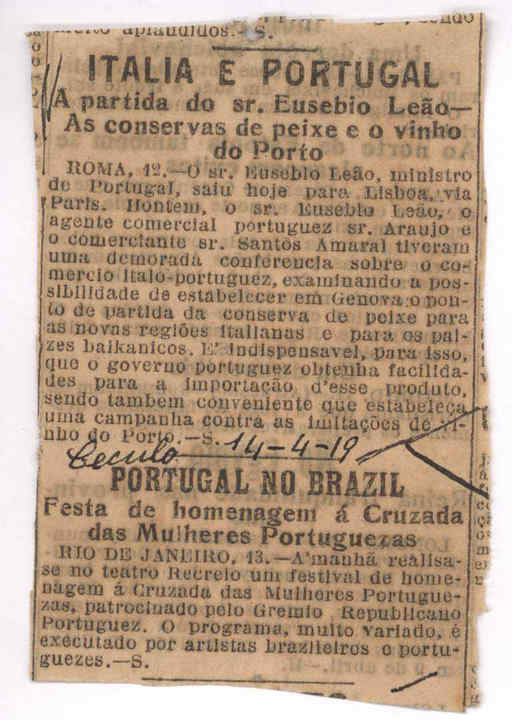 aplaudidos.-S.
ITALIA E PORTUGAL
A partida do sr. Eusebio Leão—
As conservas de peixe e o vinho
do Porto
ROMA, 12.—O sr. Eusebio Leão, ministro
de Portugal, saiu hoje para Lisboa, via
Paris. Hontem, o sr. Eusebio Leão, o
agente comercial portuguez sr. Araujo e
o comerciante sr. Santos Amaral tiveram
uma demorada conferencia sobre o co-
mercio italo-portuguez, examinando a pos-
sibilidade de estabelecer em Genova o pon-
to de partida da conserva de peixe para
as novas regiões italianas e para os pai-
zes balkanicos. E' indispensavel, para isso,
que o governo portuguez obtenha facilida-
des para a importação d'esse produto,
sendo tambem conveniente que estabeleça
uma campanha contra as imitações de vi-
nho do Porto.—S.
Seculo 14-4-19
PORTUGAL NO BRAZIL
Festa de homenagem á Cruzada
das Mulheres Portuguezas
RIO DE JANEIRO, 13.—A'manhã realisa-
se no teatro Recreio um festival de home-
nagem á Cruzada das Mulheres Portugue-
zas, patrocinado pelo Gremio Republicano
Portuguez. O programa, muito variado, é
executado por artistas brazileiros e portu-
guezes.—S.